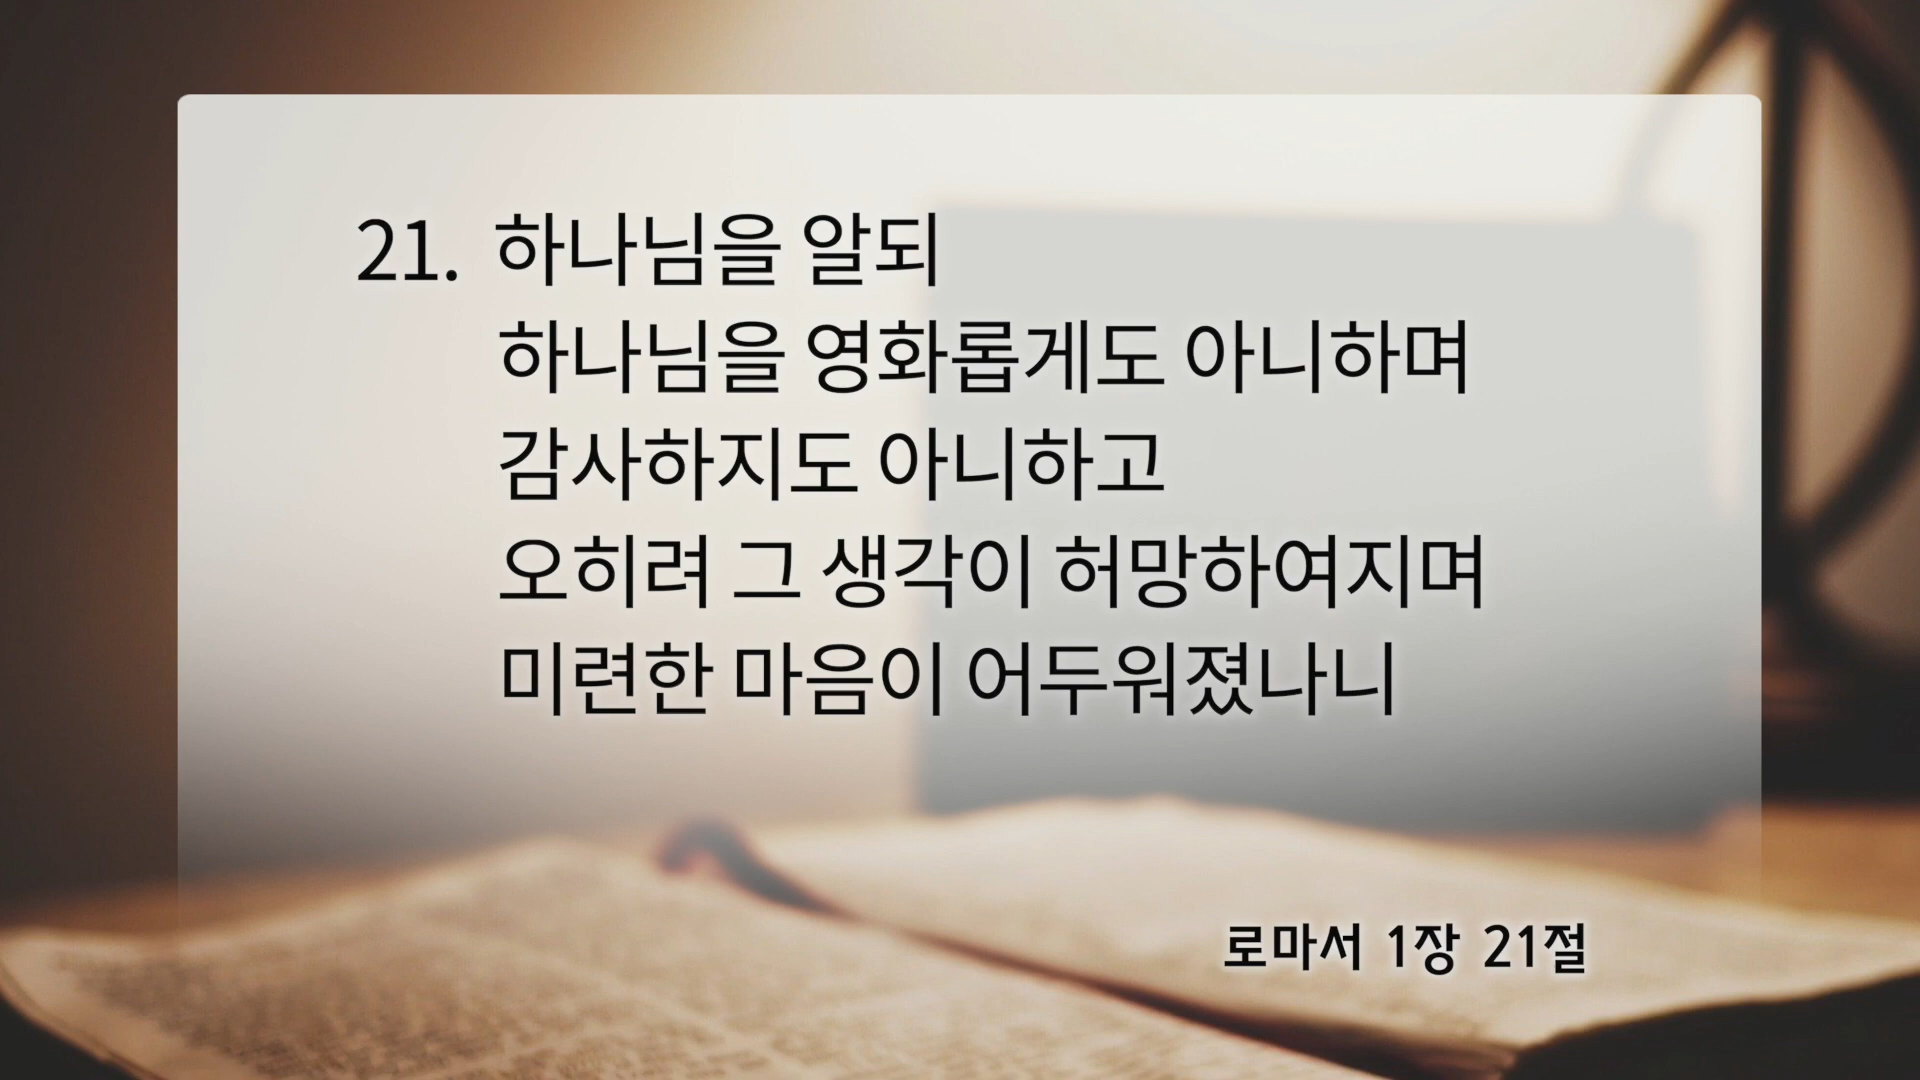 21. 하나님을 알되
하나님을 영화롭게도 아니하며
감사하지도 아니하고
오히려 그 생각이 허망하여지며
미련한 마음이 어두워졌나니
로마서 1장 21절